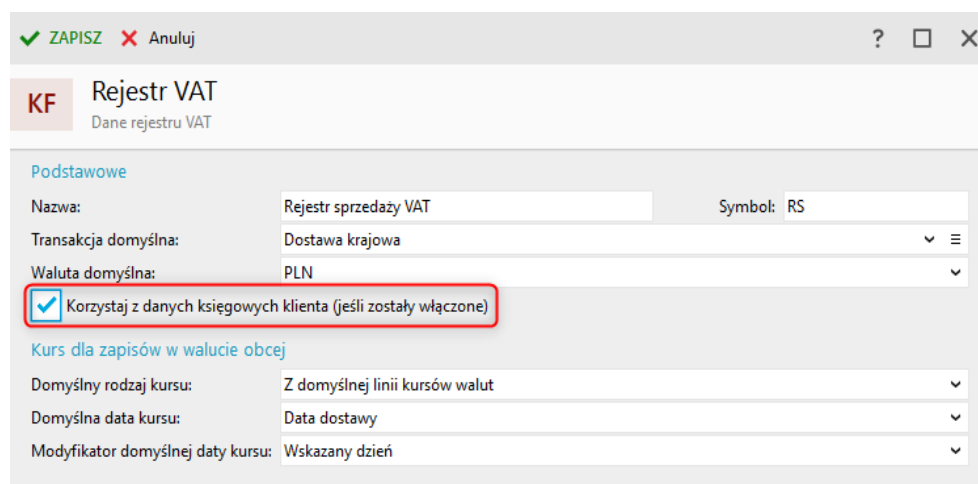 ZAPISZ Anuluj ?
KF Rejestr VAT
Dane rejestru VAT
Podstawowe
Nazwa: Rejestr sprzedaży VAT Symbol: RS
Transakcja domyślna: Dostawa krajowa
Waluta domyślna: PLN
Korzystaj z danych księgowych klienta (jeśli zostały włączone)
Kurs dla zapisów w walucie obcej
Domyślny rodzaj kursu: Z domyślnej linii kursów walut
Domyślna data kursu: Data dostawy
Modyfikator domyślnej daty kursu: Wskazany dzień